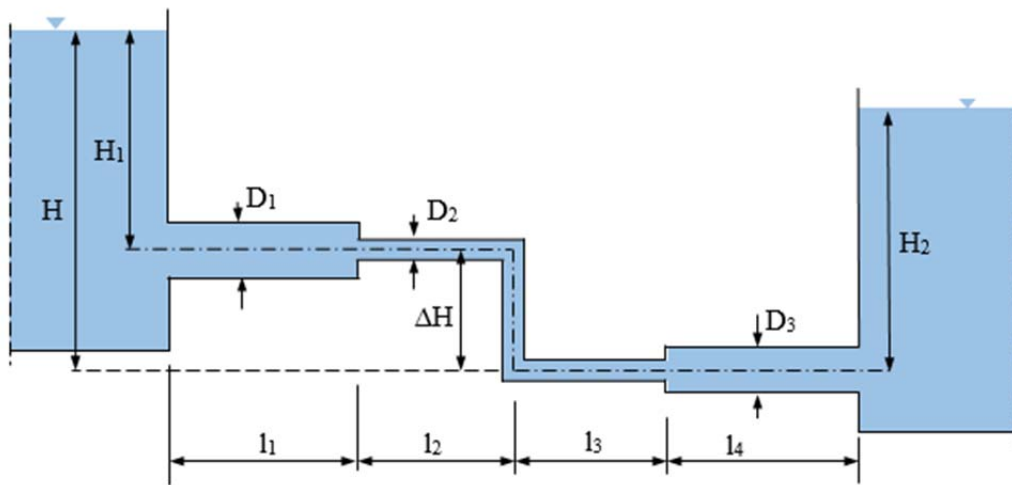 H₁
D₁
D₂
H
H₂
ΔH
D₃
l₁
l₂
l₃
l₄